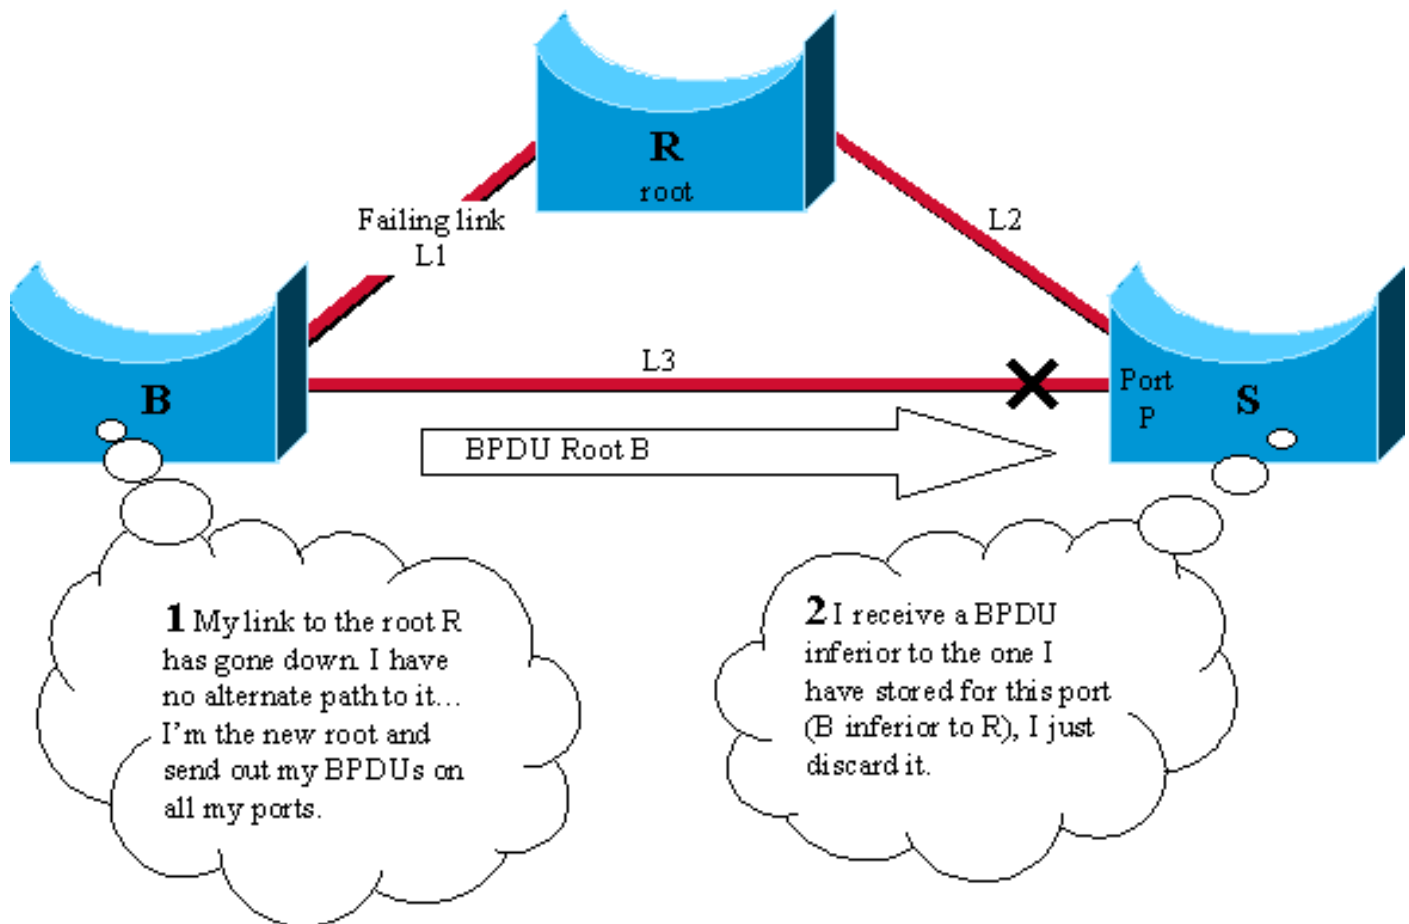 R
root
Failing link
L1
L2
L3
B
Port
P
S
BPDU Root B
1 My link to the root R
has gone down. I have
no alternate path to it...
I'm the new root and
send out my BPDUs on
all my ports.
2 I receive a BPDU
inferior to the one I
have stored for this port
(B inferior to R), I just
discard it.